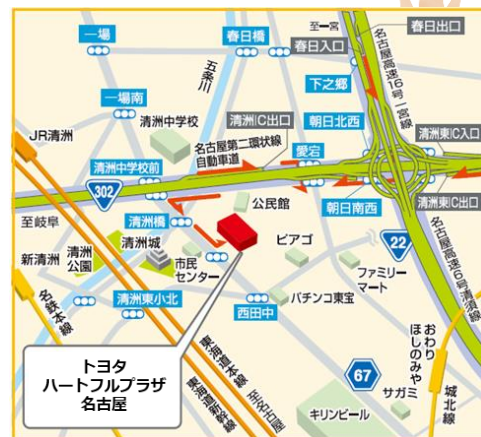 至一宮
春日出口
一場
春日橋
春日入口
名古屋高速16号一宮線
五条川
下之郷
一場南
清洲中学校
JR清洲
清洲IC出口
朝日北西
清洲東IC入口
名古屋第二環状線
自動車道
愛宕
清洲中学校前
302
公民館
朝日南西
清洲東IC出口
至岐阜
清洲橋
清洲城
ピアゴ
22
新清洲
清洲
公園
市民
センター
ファミリー
マート
名古屋高速6号清須線
清洲東小北
西田中
パチンコ東宝
名鉄本線
トヨタ
ハートフルプラザ
名古屋
東海道本線
東海道新幹線
至名古屋
67
おわり
ほしのみや
城北線
サガミ
キリンビール